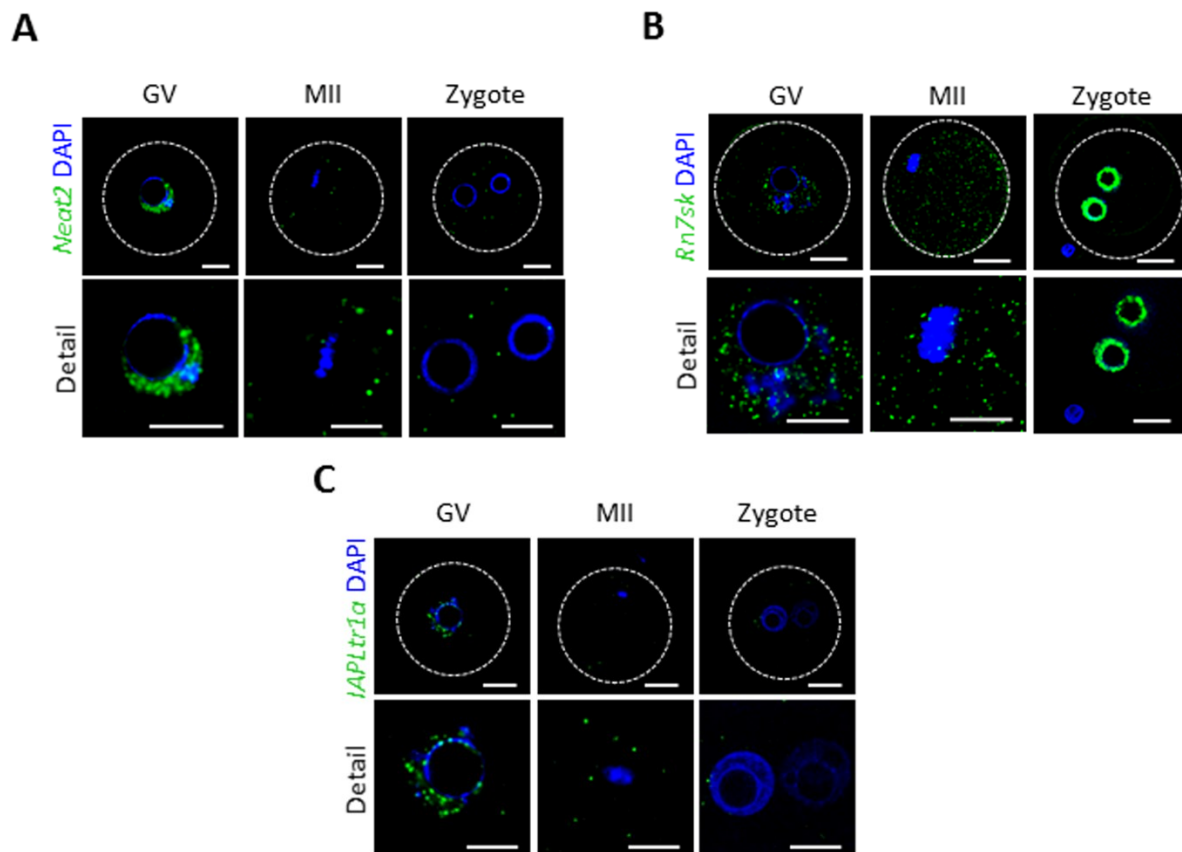 A
GV MII Zygote
Neat2 DAPI
Detail
B
GV MII Zygote
Rn7sk DAPI
Detail
C
GV MII Zygote
IAPLtr1a DAPI
Detail